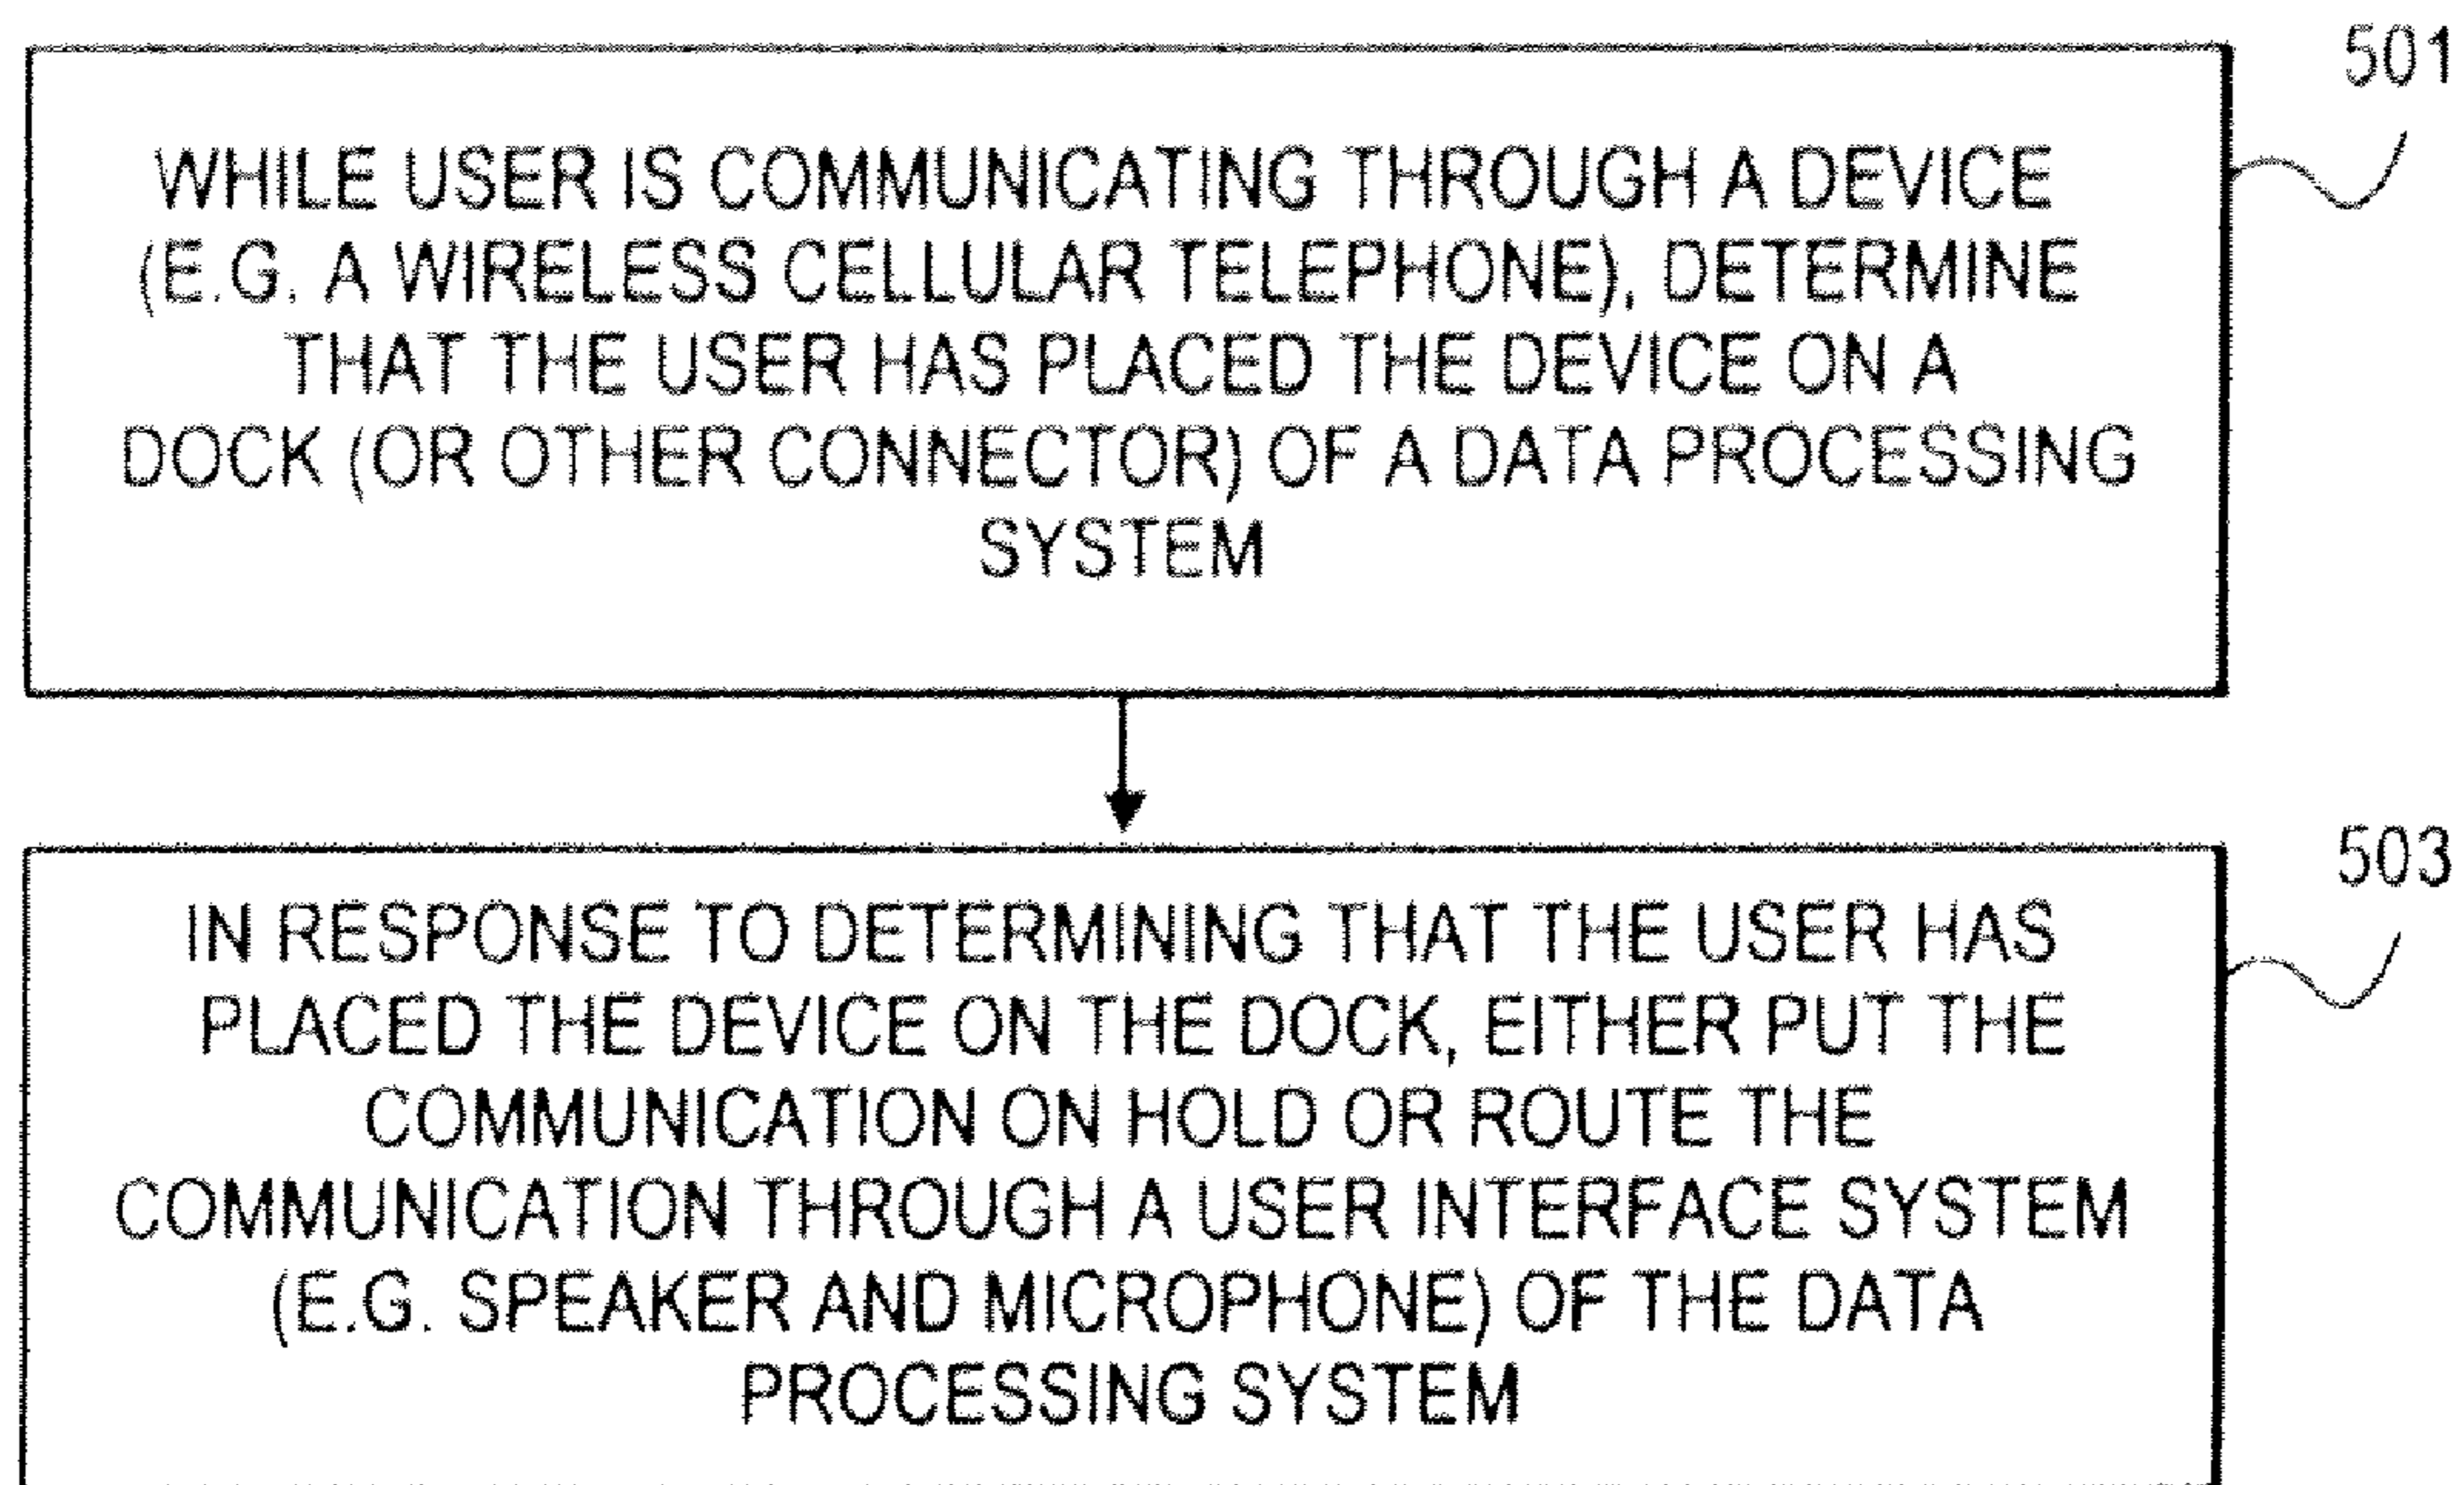 501
WHILE USER IS COMMUNICATING THROUGH A DEVICE
(E.G. A WIRELESS CELLULAR TELEPHONE), DETERMINE
THAT THE USER HAS PLACED THE DEVICE ON A
DOCK (OR OTHER CONNECTOR) OF A DATA PROCESSING
SYSTEM
503
IN RESPONSE TO DETERMINING THAT THE USER HAS
PLACED THE DEVICE ON THE DOCK, EITHER PUT THE
COMMUNICATION ON HOLD OR ROUTE THE
COMMUNICATION THROUGH A USER INTERFACE SYSTEM
(E.G. SPEAKER AND MICROPHONE) OF THE DATA
PROCESSING SYSTEM